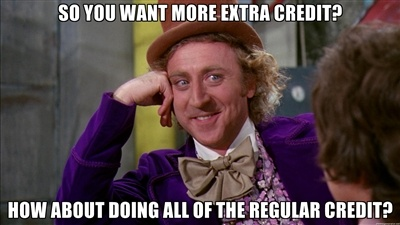 SO YOU WANT MORE EXTRA CREDIT?
HOW ABOUT DOING ALL OF THE REGULAR CREDIT?